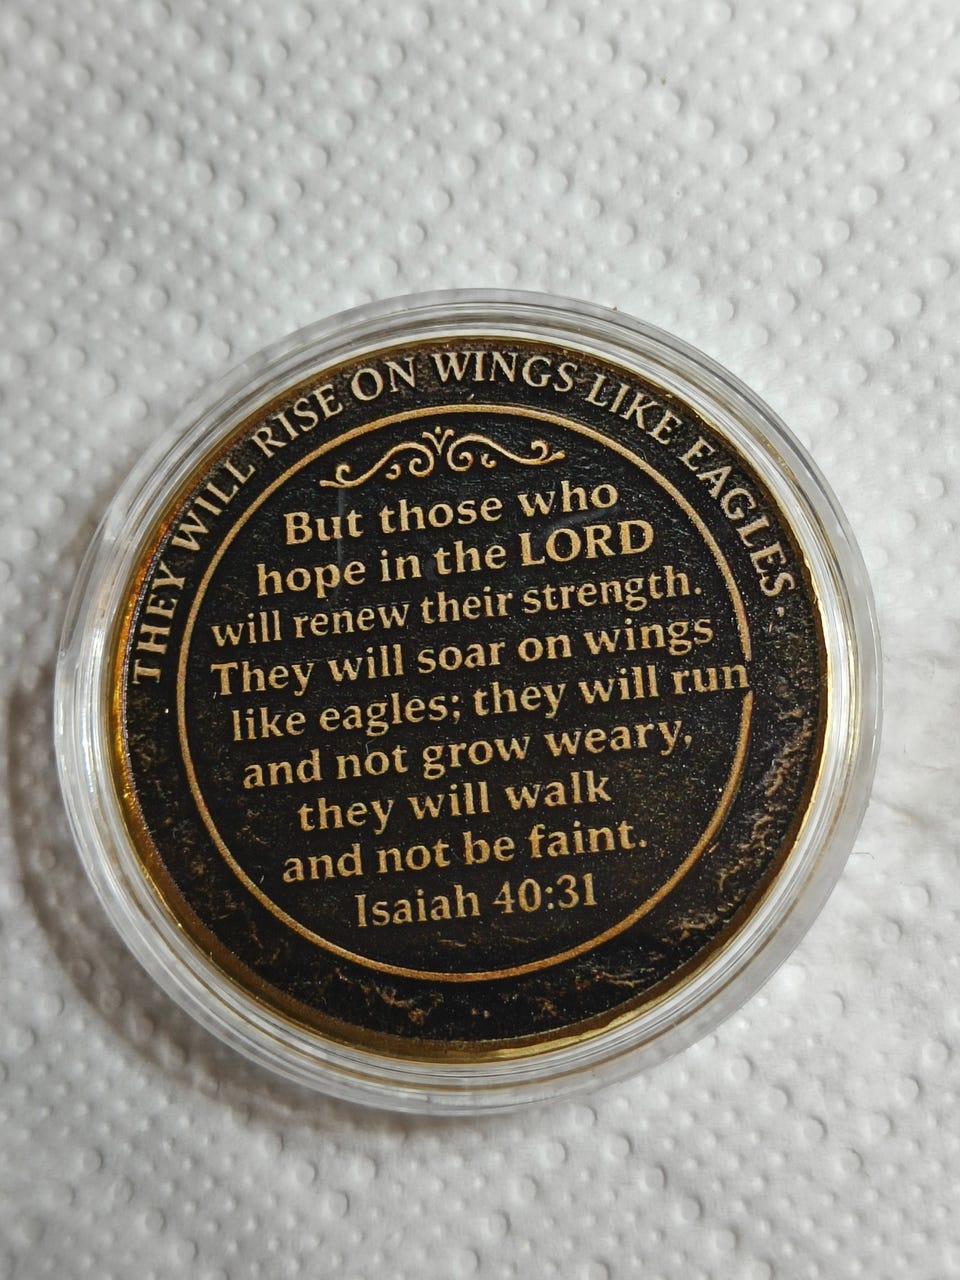 THEY WILL RISE ON WINGS LIKE EAGLES.
But those who
hope in the LORD
will renew their strength.
They will soar on wings
like eagles; they will run
and not grow weary,
they will walk
and not be faint.
Isaiah 40:31